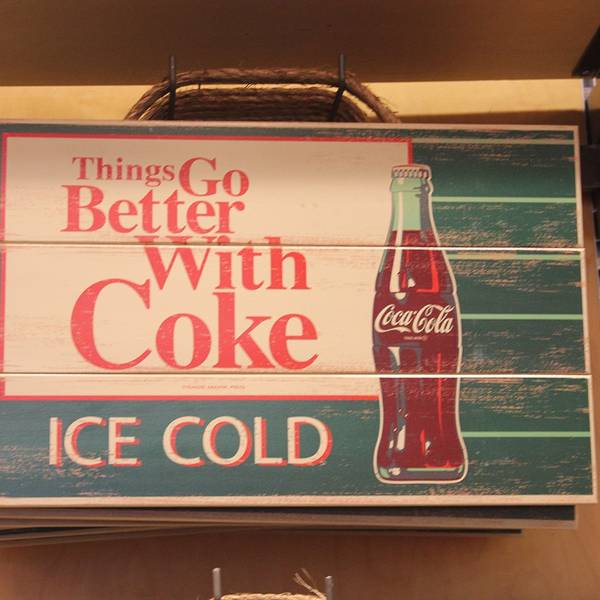 Things Go
Better
With
Coke
Coca-Cola
ICE COLD